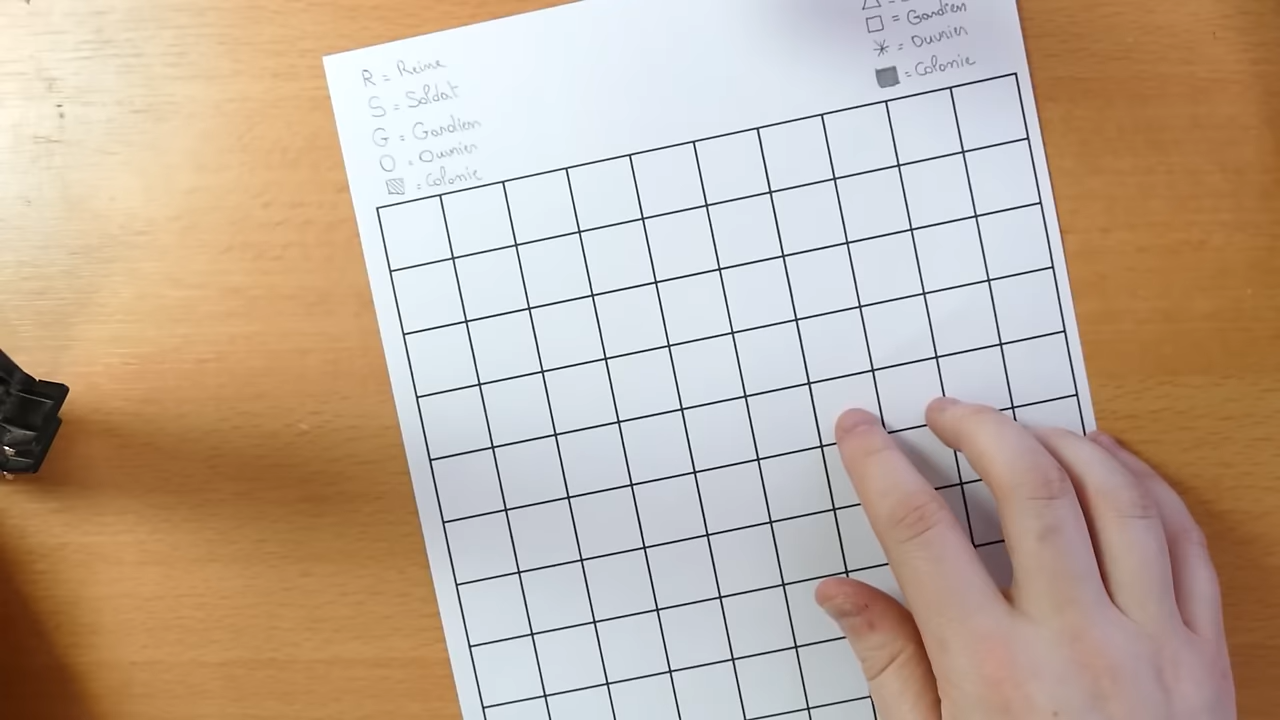 R = Reine
S = Soldat
G = Gardien
O = Ouvrier
= Colonie
□ = Gardien
* = Ouvrier
= Colonie